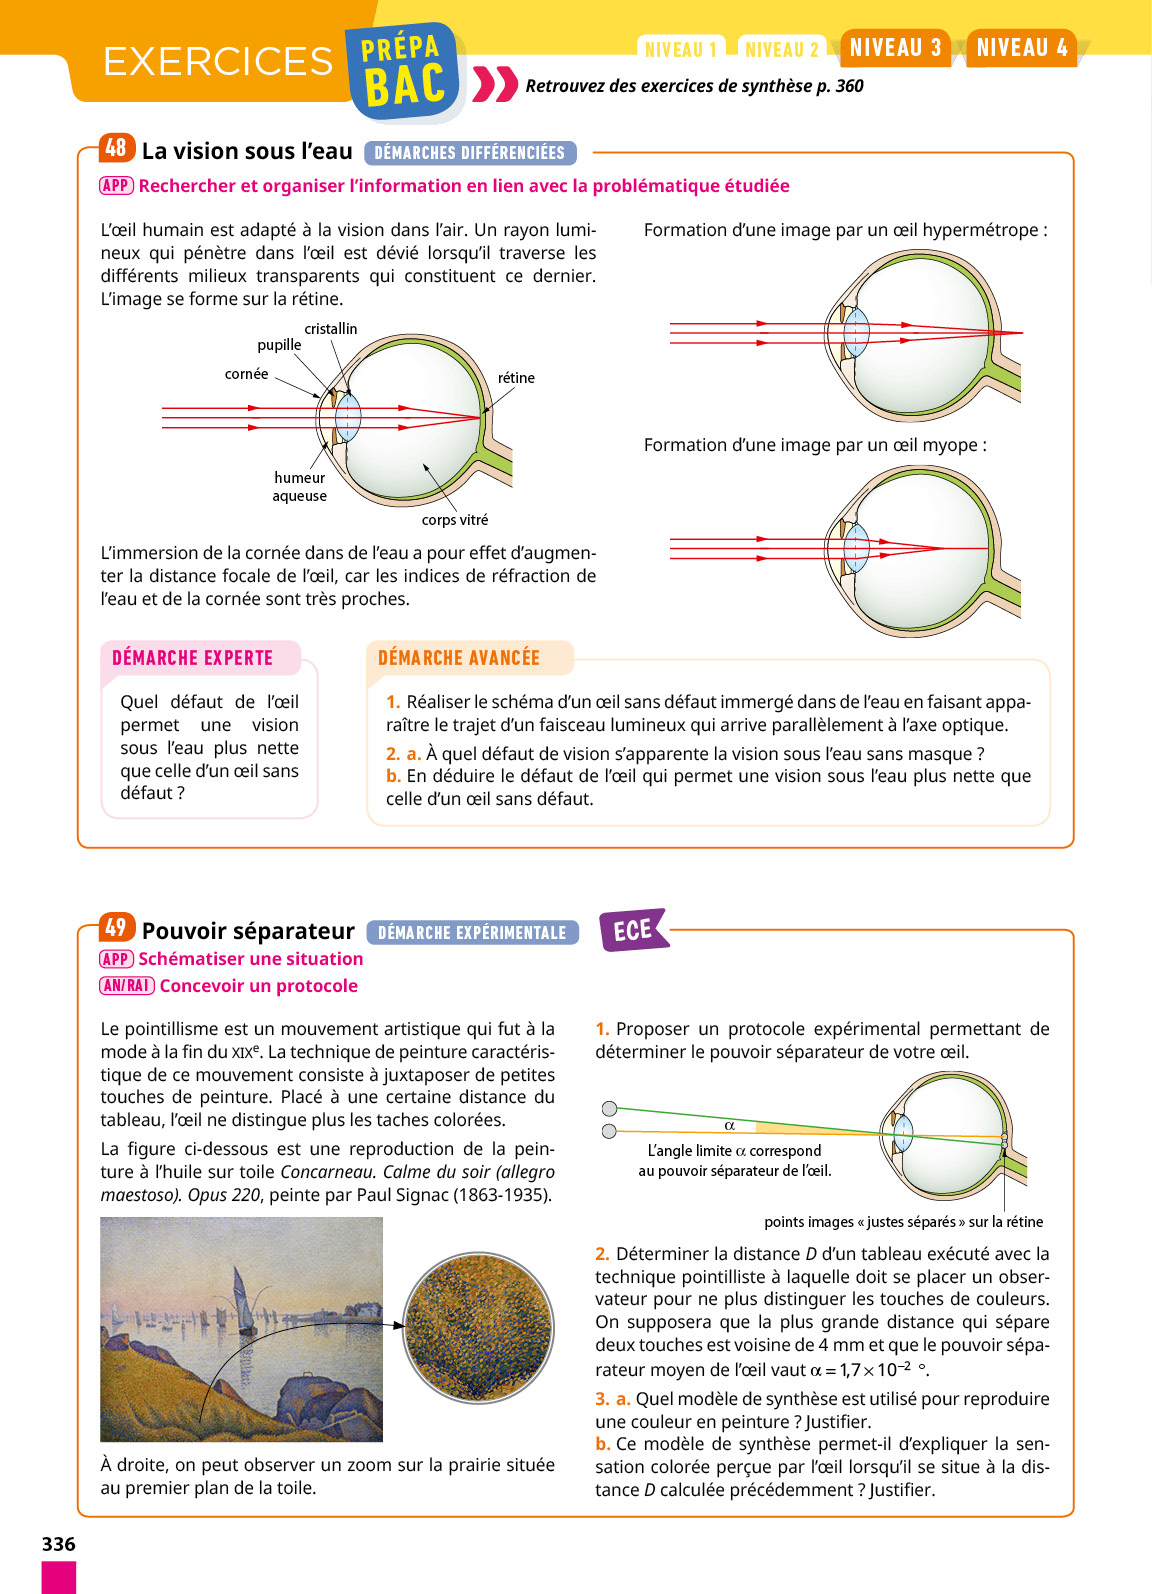 EXERCICES
PRÉPA
BAC
NIVEAU 1
NIVEAU 2
NIVEAU 3
NIVEAU 4
Retrouvez des exercices de synthèse p. 360
48 La vision sous l’eau DÉMARCHES DIFFÉRENCIÉES
APP Rechercher et organiser l’information en lien avec la problématique étudiée
L’œil humain est adapté à la vision dans l’air. Un rayon lumi-
neux qui pénètre dans l’œil est dévié lorsqu’il traverse les
différents milieux transparents qui constituent ce dernier.
L’image se forme sur la rétine.
cristallin
pupille
cornée
rétine
humeur
aqueuse
corps vitré
L’immersion de la cornée dans de l’eau a pour effet d’augmen-
ter la distance focale de l’œil, car les indices de réfraction de
l’eau et de la cornée sont très proches.
Formation d’une image par un œil hypermétrope :
Formation d’une image par un œil myope :
DÉMARCHE EXPERTE
Quel défaut de l’œil
permet une vision
sous l’eau plus nette
que celle d’un œil sans
défaut ?
DÉMARCHE AVANCÉE
1. Réaliser le schéma d’un œil sans défaut immergé dans de l’eau en faisant appa-
raître le trajet d’un faisceau lumineux qui arrive parallèlement à l’axe optique.
2. a. À quel défaut de vision s’apparente la vision sous l’eau sans masque ?
b. En déduire le défaut de l’œil qui permet une vision sous l’eau plus nette que
celle d’un œil sans défaut.
49 Pouvoir séparateur DÉMARCHE EXPÉRIMENTALE ECE
APP Schématiser une situation
AN/RAI Concevoir un protocole
Le pointillisme est un mouvement artistique qui fut à la
mode à la fin du XIXe. La technique de peinture caractéris-
tique de ce mouvement consiste à juxtaposer de petites
touches de peinture. Placé à une certaine distance du
tableau, l’œil ne distingue plus les taches colorées.
La figure ci-dessous est une reproduction de la pein-
ture à l’huile sur toile Concarneau. Calme du soir (allegro
maestoso). Opus 220, peinte par Paul Signac (1863-1935).
À droite, on peut observer un zoom sur la prairie située
au premier plan de la toile.
1. Proposer un protocole expérimental permettant de
déterminer le pouvoir séparateur de votre œil.
α
L’angle limite α correspond
au pouvoir séparateur de l’œil.
points images « justes séparés » sur la rétine
2. Déterminer la distance D d’un tableau exécuté avec la
technique pointilliste à laquelle doit se placer un obser-
vateur pour ne plus distinguer les touches de couleurs.
On supposera que la plus grande distance qui sépare
deux touches est voisine de 4 mm et que le pouvoir sépa-
rateur moyen de l’œil vaut α = 1,7 × 10⁻² °.
3. a. Quel modèle de synthèse est utilisé pour reproduire
une couleur en peinture ? Justifier.
b. Ce modèle de synthèse permet-il d’expliquer la sen-
sation colorée perçue par l’œil lorsqu’il se situe à la dis-
tance D calculée précédemment ? Justifier.
336